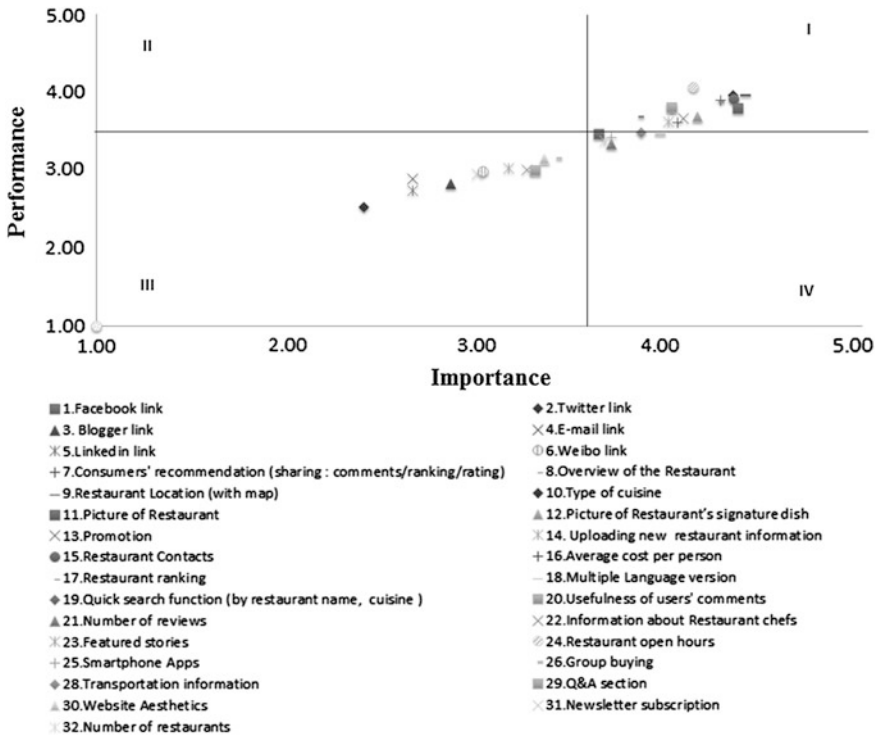 5.00
I
II
4.00
Performance
3.00
2.00
III
IV
1.00
1.00 2.00 3.00 4.00 5.00
Importance
1.Facebook link
2.Twitter link
3. Blogger link
4.E-mail link
5.Linkedin link
6.Weibo link
7.Consumers' recommendation (sharing : comments/ranking/rating)
8.Overview of the Restaurant
9.Restaurant Location (with map)
10.Type of cuisine
11.Picture of Restaurant
12.Picture of Restaurant's signature dish
13.Promotion
14. Uploading new restaurant information
15.Restaurant Contacts
16.Average cost per person
17.Restaurant ranking
18.Multiple Language version
19.Quick search function (by restaurant name, cuisine )
20.Usefulness of users' comments
21.Number of reviews
22.Information about Restaurant chefs
23.Featured stories
24.Restaurant open hours
25.Smartphone Apps
26.Group buying
28.Transportation information
29.Q&A section
30.Website Aesthetics
31.Newsletter subscription
32.Number of restaurants